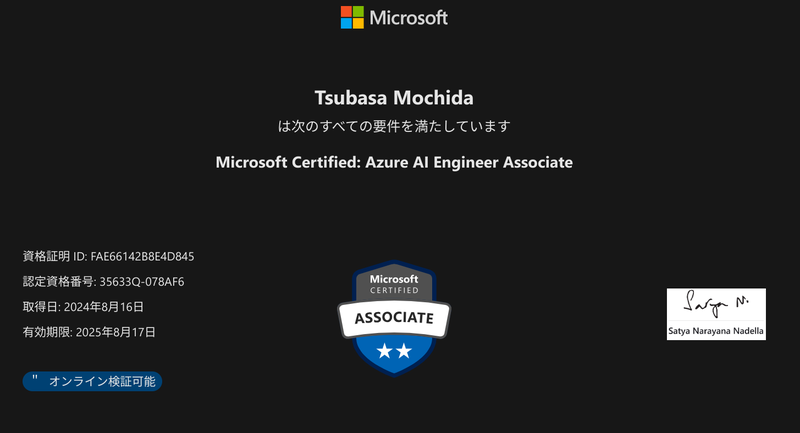 Microsoft
Tsubasa Mochida
は次のすべての要件を満たしています
Microsoft Certified: Azure AI Engineer Associate
資格証明 ID: FAE66142B8E4D845
認定資格番号: 35633Q-078AF6
取得日: 2024年8月16日
有効期限: 2025年8月17日
" オンライン検証可能
Microsoft
CERTIFIED
ASSOCIATE
Satya N.
Satya Narayana Nadella